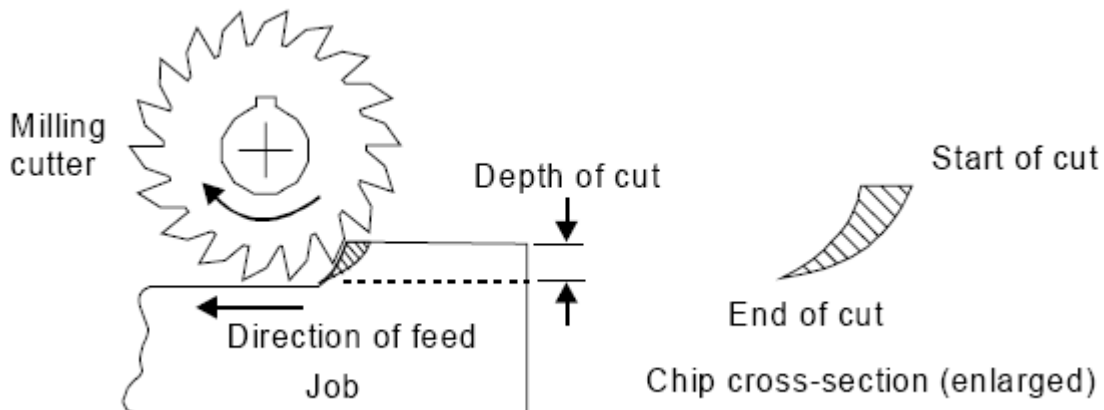 Milling
cutter
Depth of cut
Start of cut
Direction of feed
End of cut
Job
Chip cross-section (enlarged)